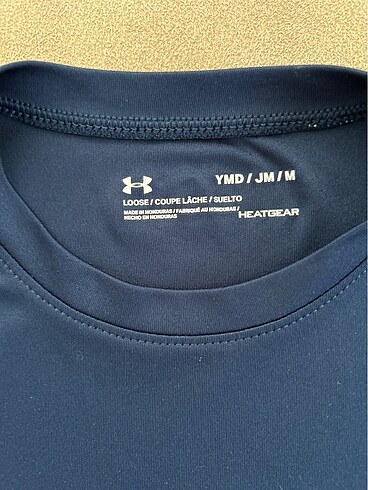 YMD / JM / M
LOOSE / COUPE LÂCHE / SUELTO
MADE IN HONDURAS / FABRIQUÉ AU HONDURAS /
HECHO EN HONDURAS
HEATGEAR